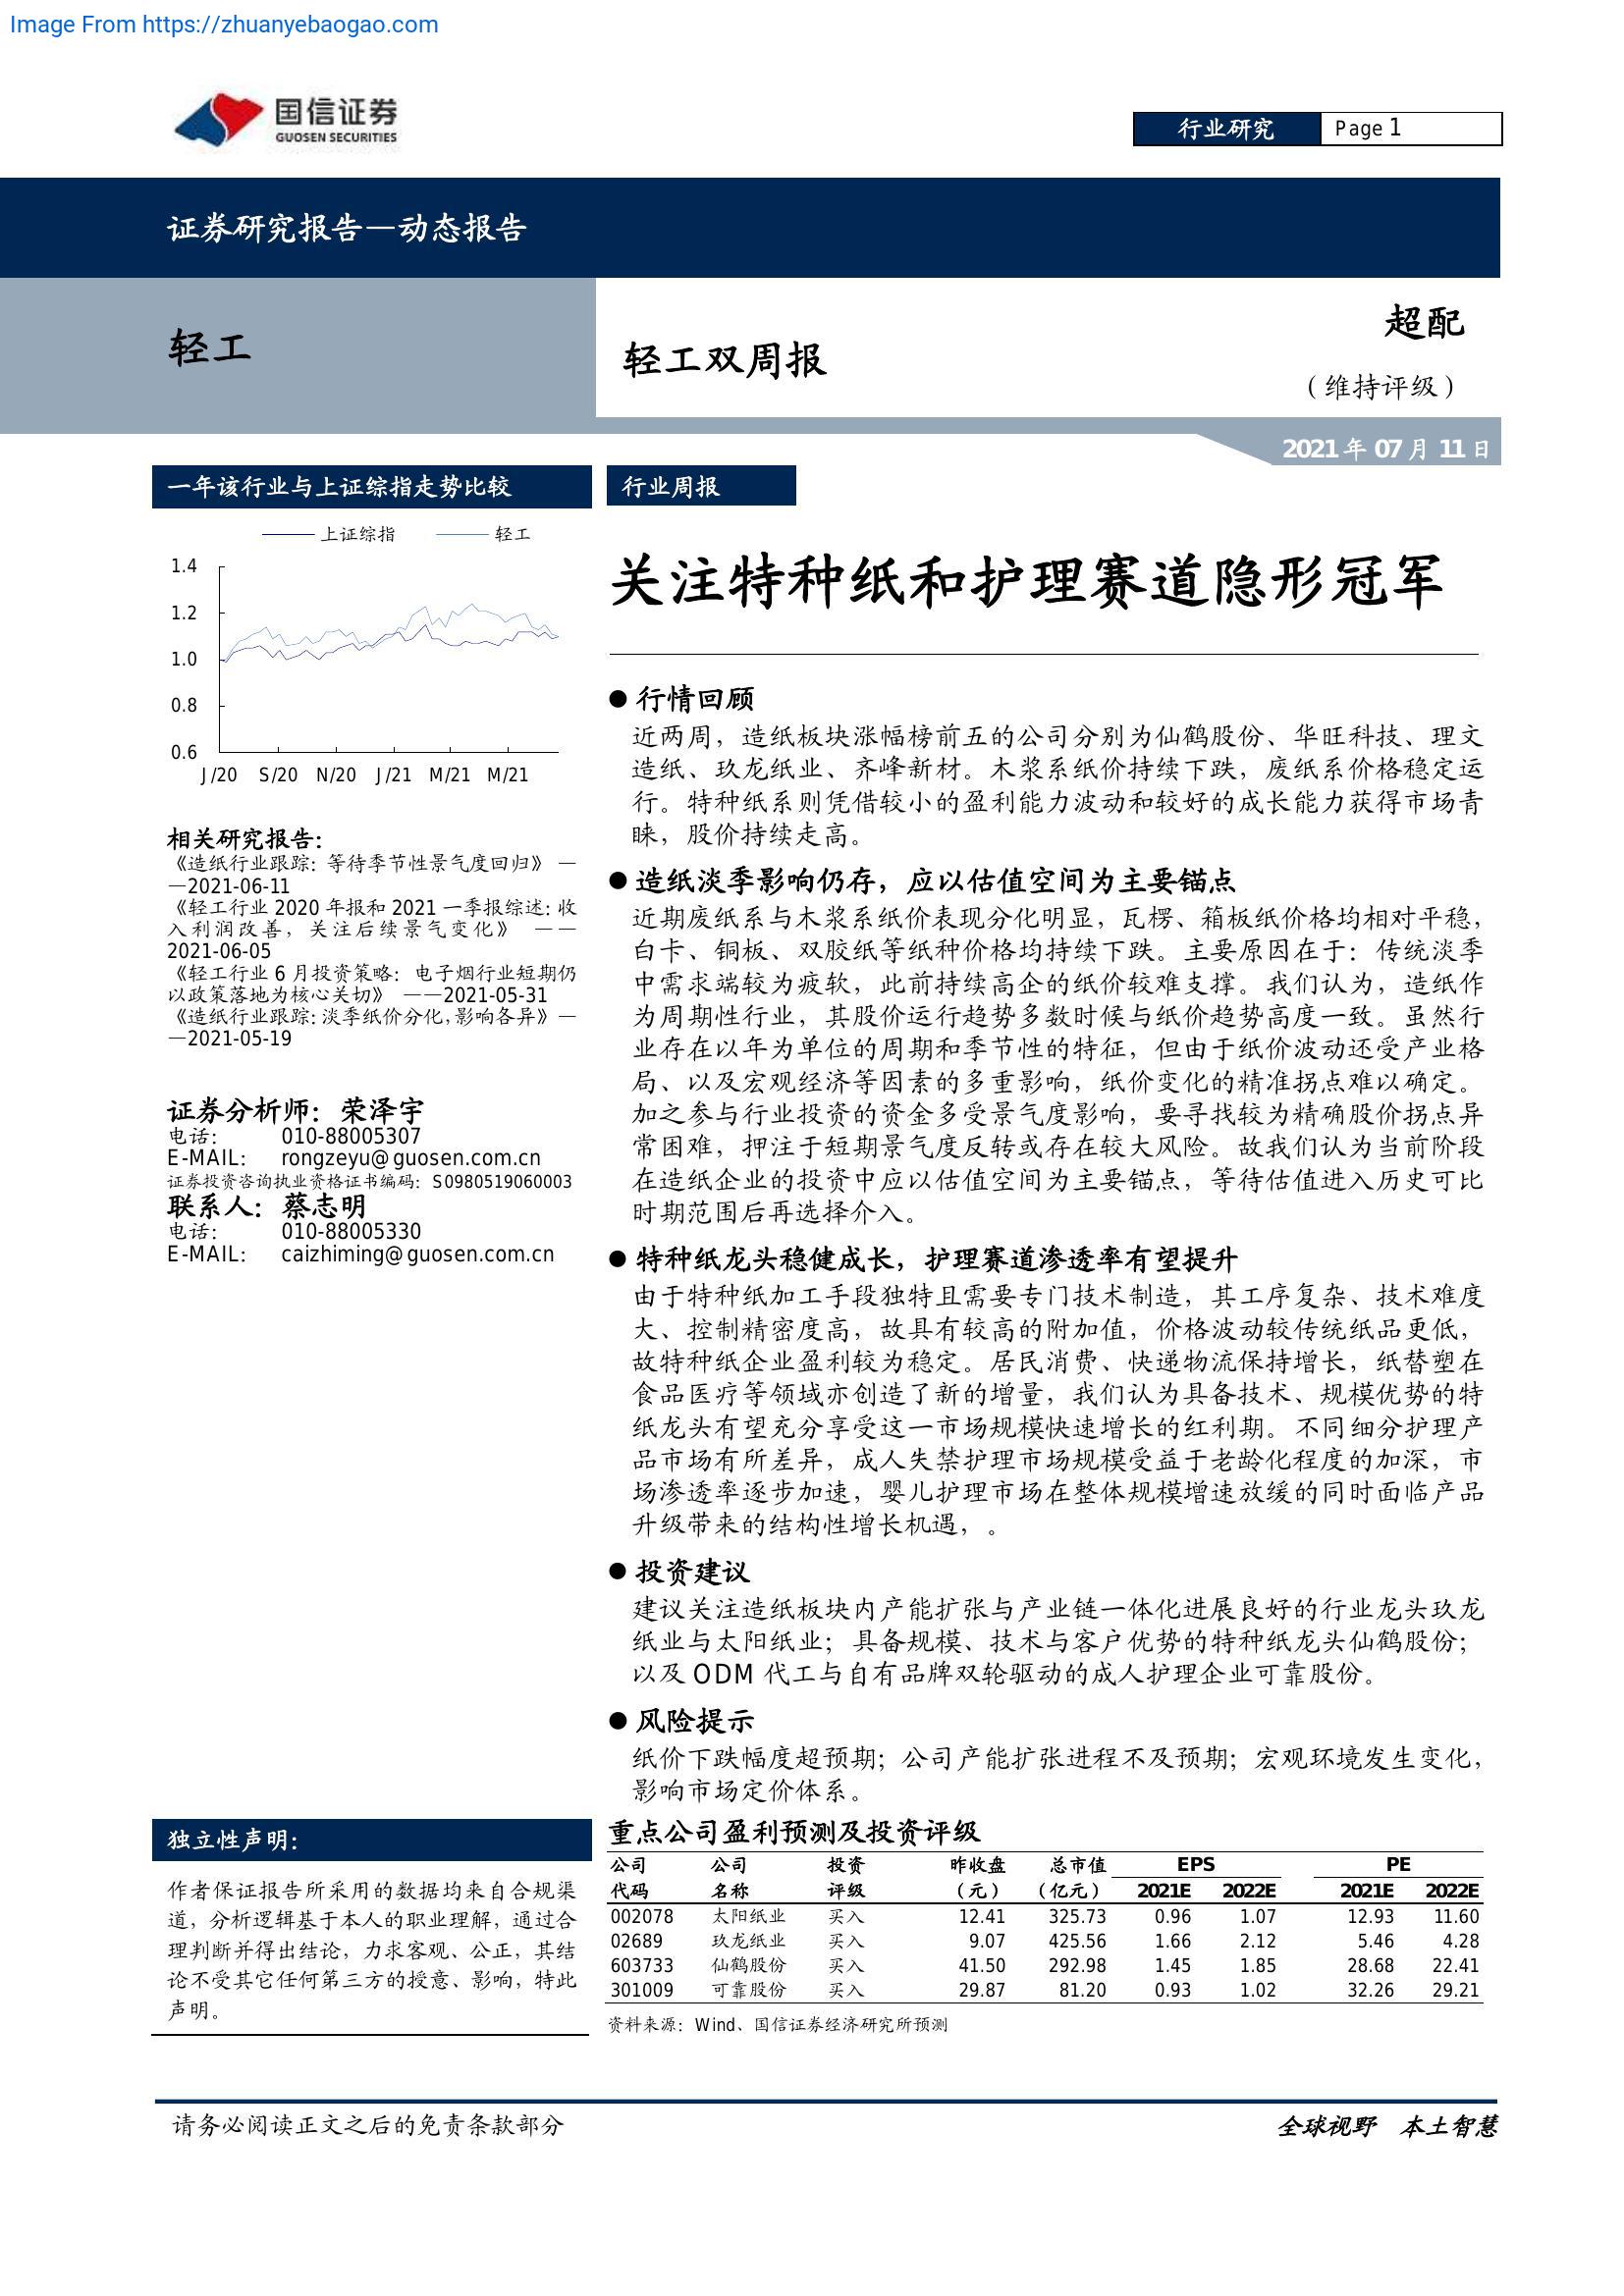 Image From https://zhuanyebaogao.com
国信证券
GUOSEN SECURITIES
行业研究
Page 1
证券研究报告—动态报告
轻工
轻工双周报
超配
（维持评级）
2021 年 07 月 11 日
一年该行业与上证综指走势比较
上证综指 轻工
1.4
1.2
1.0
0.8
0.6
J/20 S/20 N/20 J/21 M/21 M/21
相关研究报告：
《造纸行业跟踪：等待季节性景气度回归》 —
—2021-06-11
《轻工行业 2020 年报和 2021 一季报综述：收
入利润改善，关注后续景气变化》 ——
2021-06-05
《轻工行业 6 月投资策略：电子烟行业短期仍
以政策落地为核心关切》 ——2021-05-31
《造纸行业跟踪：淡季纸价分化，影响各异》—
—2021-05-19
证券分析师：荣泽宇
电话： 010-88005307
E-MAIL： rongzeyu@guosen.com.cn
证券投资咨询执业资格证书编码：S0980519060003
联系人：蔡志明
电话： 010-88005330
E-MAIL： caizhiming@guosen.com.cn
独立性声明：
作者保证报告所采用的数据均来自合规渠
道，分析逻辑基于本人的职业理解，通过合
理判断并得出结论，力求客观、公正，其结
论不受其它任何第三方的授意、影响，特此
声明。
行业周报
关注特种纸和护理赛道隐形冠军
● 行情回顾
近两周，造纸板块涨幅榜前五的公司分别为仙鹤股份、华旺科技、理文
造纸、玖龙纸业、齐峰新材。木浆系纸价持续下跌，废纸系价格稳定运
行。特种纸系则凭借较小的盈利能力波动和较好的成长能力获得市场青
睐，股价持续走高。
● 造纸淡季影响仍存，应以估值空间为主要锚点
近期废纸系与木浆系纸价表现分化明显，瓦楞、箱板纸价格均相对平稳，
白卡、铜板、双胶纸等纸种价格均持续下跌。主要原因在于：传统淡季
中需求端较为疲软，此前持续高企的纸价较难支撑。我们认为，造纸作
为周期性行业，其股价运行趋势多数时候与纸价趋势高度一致。虽然行
业存在以年为单位的周期和季节性的特征，但由于纸价波动还受产业格
局、以及宏观经济等因素的多重影响，纸价变化的精准拐点难以确定。
加之参与行业投资的资金多受景气度影响，要寻找较为精确股价拐点异
常困难，押注于短期景气度反转或存在较大风险。故我们认为当前阶段
在造纸企业的投资中应以估值空间为主要锚点，等待估值进入历史可比
时期范围后再选择介入。
● 特种纸龙头稳健成长，护理赛道渗透率有望提升
由于特种纸加工手段独特且需要专门技术制造，其工序复杂、技术难度
大、控制精密度高，故具有较高的附加值，价格波动较传统纸品更低，
故特种纸企业盈利较为稳定。居民消费、快递物流保持增长，纸替塑在
食品医疗等领域亦创造了新的增量，我们认为具备技术、规模优势的特
纸龙头有望充分享受这一市场规模快速增长的红利期。不同细分护理产
品市场有所差异，成人失禁护理市场规模受益于老龄化程度的加深，市
场渗透率逐步加速，婴儿护理市场在整体规模增速放缓的同时面临产品
升级带来的结构性增长机遇，。
● 投资建议
建议关注造纸板块内产能扩张与产业链一体化进展良好的行业龙头玖龙
纸业与太阳纸业；具备规模、技术与客户优势的特种纸龙头仙鹤股份；
以及 ODM 代工与自有品牌双轮驱动的成人护理企业可靠股份。
● 风险提示
纸价下跌幅度超预期；公司产能扩张进程不及预期；宏观环境发生变化，
影响市场定价体系。
重点公司盈利预测及投资评级
公司 公司 投资 昨收盘 总市值 EPS PE
代码 名称 评级 （元） （亿元） 2021E 2022E 2021E 2022E
002078 太阳纸业 买入 12.41 325.73 0.96 1.07 12.93 11.60
02689 玖龙纸业 买入 9.07 425.56 1.66 2.12 5.46 4.28
603733 仙鹤股份 买入 41.50 292.98 1.45 1.85 28.68 22.41
301009 可靠股份 买入 29.87 81.20 0.93 1.02 32.26 29.21
资料来源：Wind、国信证券经济研究所预测
请务必阅读正文之后的免责条款部分
全球视野 本土智慧